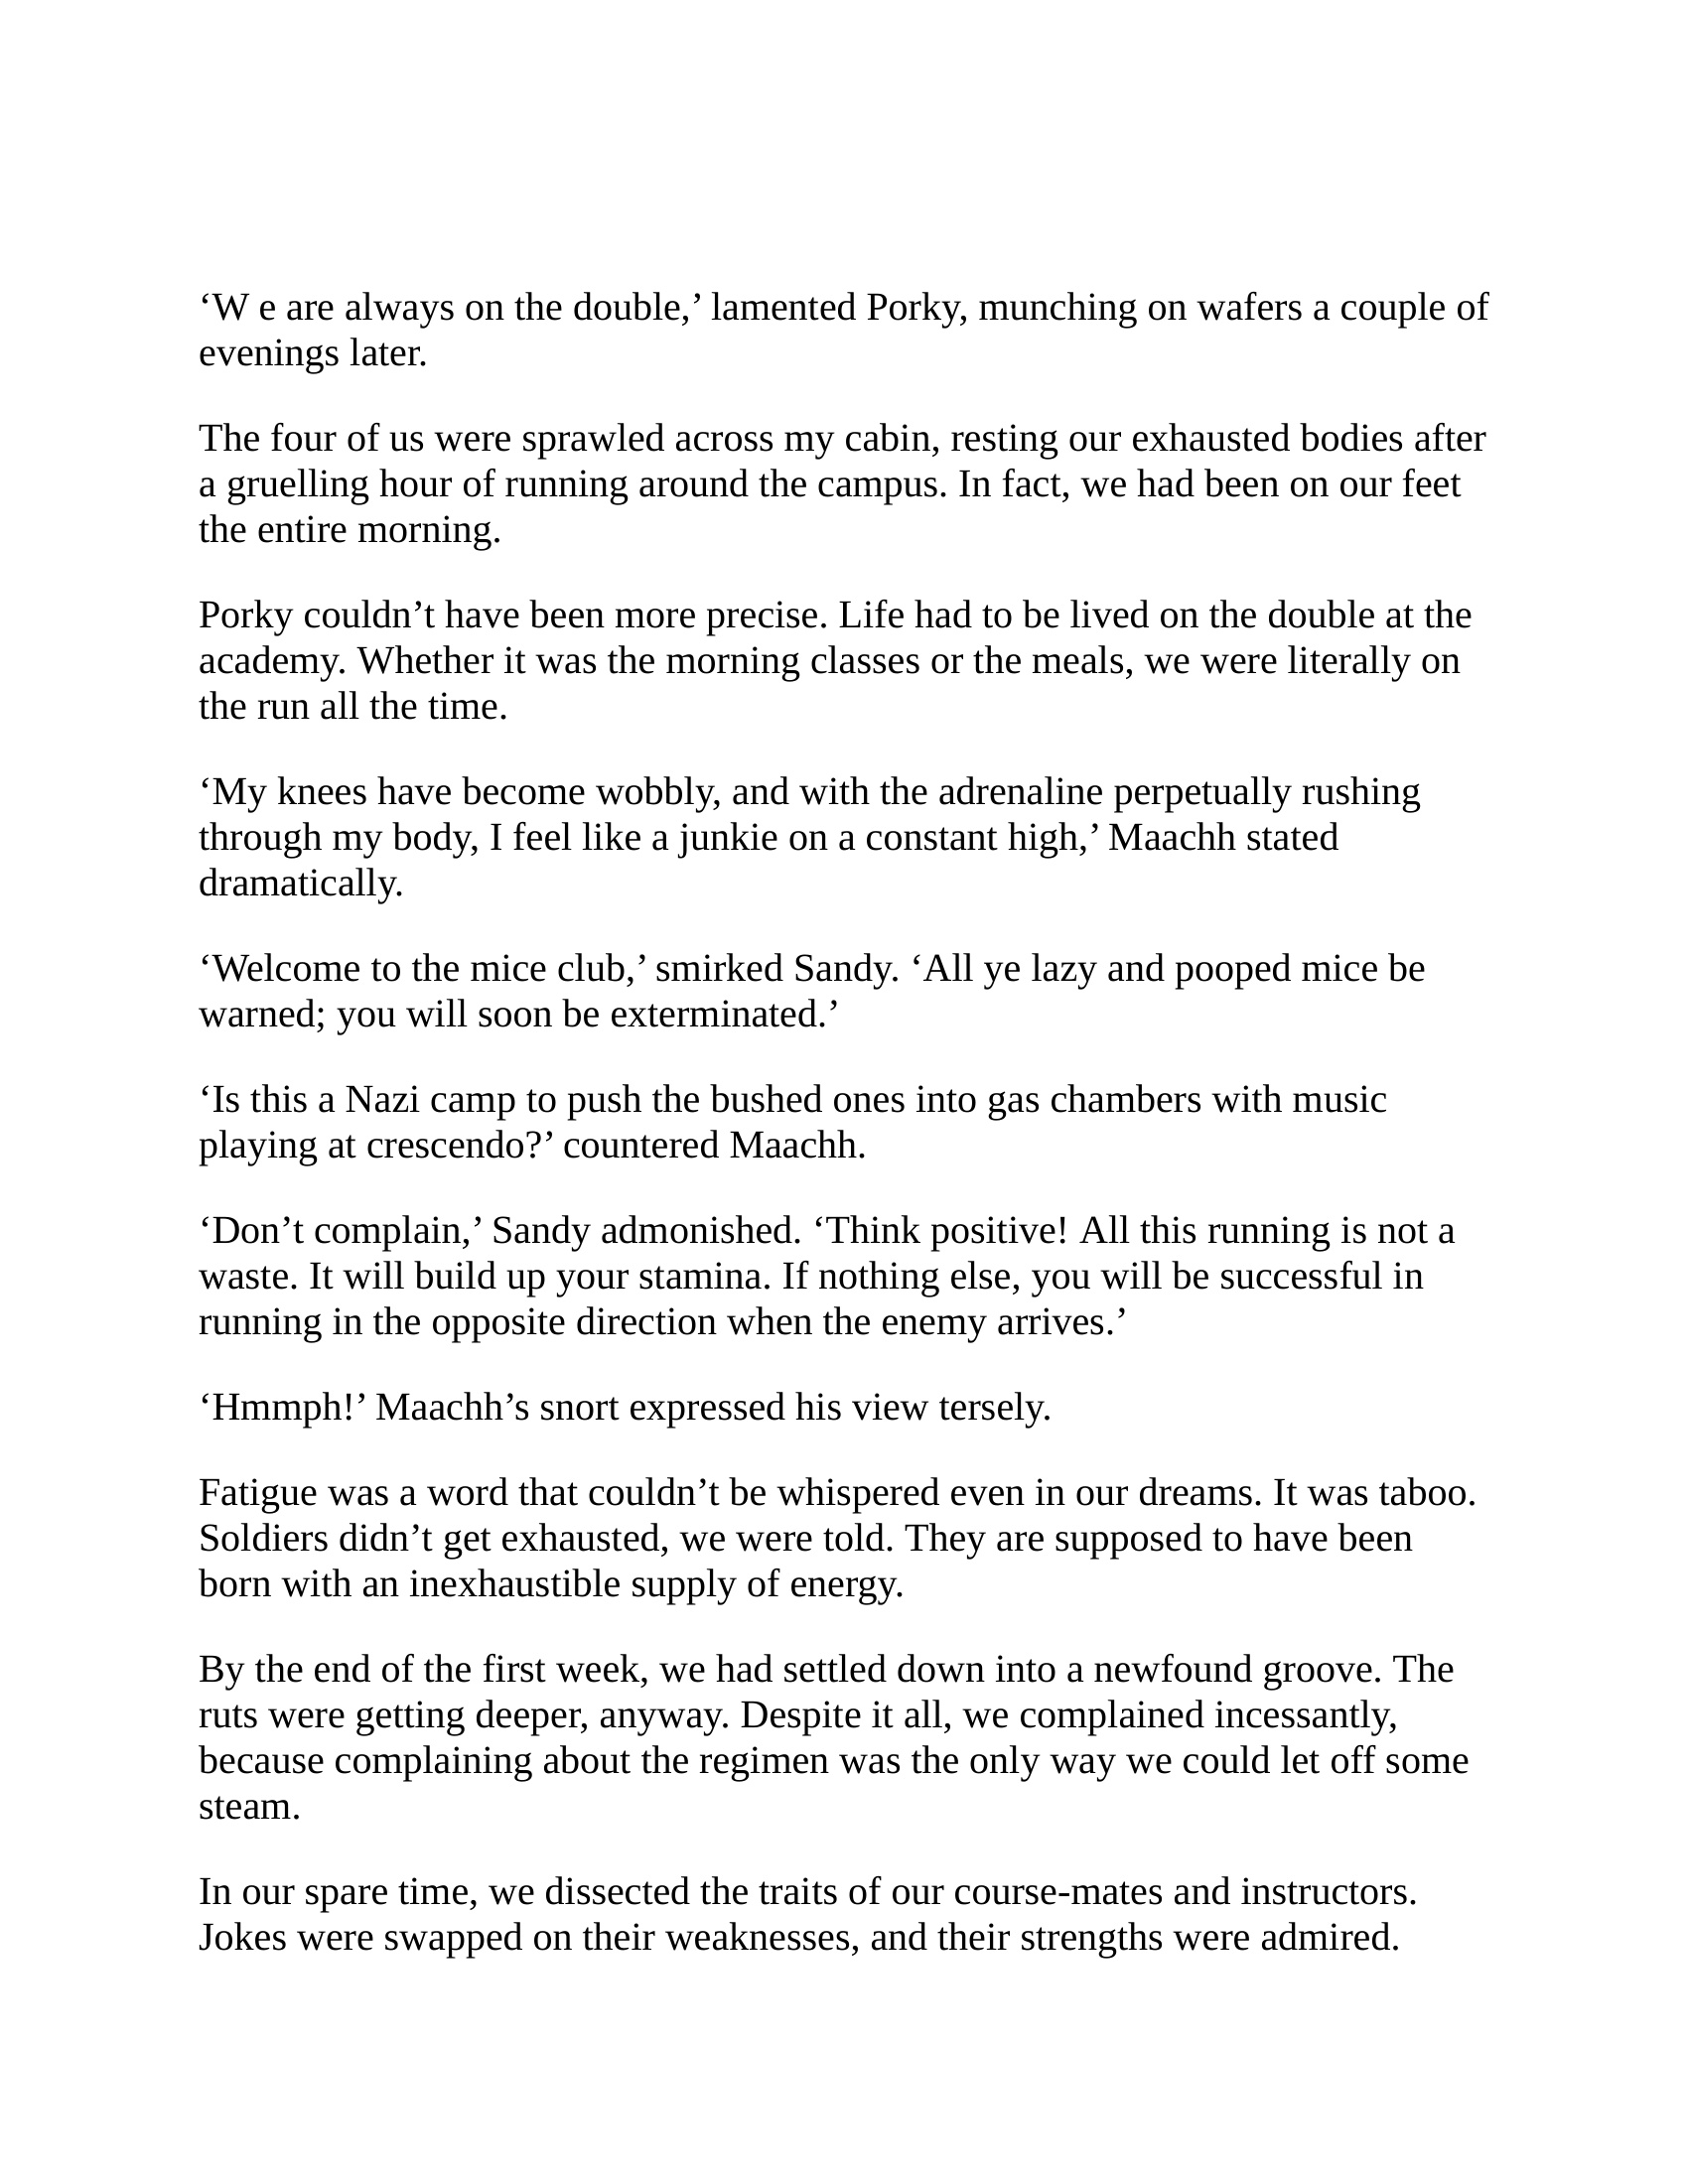 ‘W e are always on the double,’ lamented Porky, munching on wafers a couple of
evenings later.
The four of us were sprawled across my cabin, resting our exhausted bodies after
a gruelling hour of running around the campus. In fact, we had been on our feet
the entire morning.
Porky couldn’t have been more precise. Life had to be lived on the double at the
academy. Whether it was the morning classes or the meals, we were literally on
the run all the time.
‘My knees have become wobbly, and with the adrenaline perpetually rushing
through my body, I feel like a junkie on a constant high,’ Maachh stated
dramatically.
‘Welcome to the mice club,’ smirked Sandy. ‘All ye lazy and pooped mice be
warned; you will soon be exterminated.’
‘Is this a Nazi camp to push the bushed ones into gas chambers with music
playing at crescendo?’ countered Maachh.
‘Don’t complain,’ Sandy admonished. ‘Think positive! All this running is not a
waste. It will build up your stamina. If nothing else, you will be successful in
running in the opposite direction when the enemy arrives.’
‘Hmmph!’ Maachh’s snort expressed his view tersely.
Fatigue was a word that couldn’t be whispered even in our dreams. It was taboo.
Soldiers didn’t get exhausted, we were told. They are supposed to have been
born with an inexhaustible supply of energy.
By the end of the first week, we had settled down into a newfound groove. The
ruts were getting deeper, anyway. Despite it all, we complained incessantly,
because complaining about the regimen was the only way we could let off some
steam.
In our spare time, we dissected the traits of our course-mates and instructors.
Jokes were swapped on their weaknesses, and their strengths were admired.